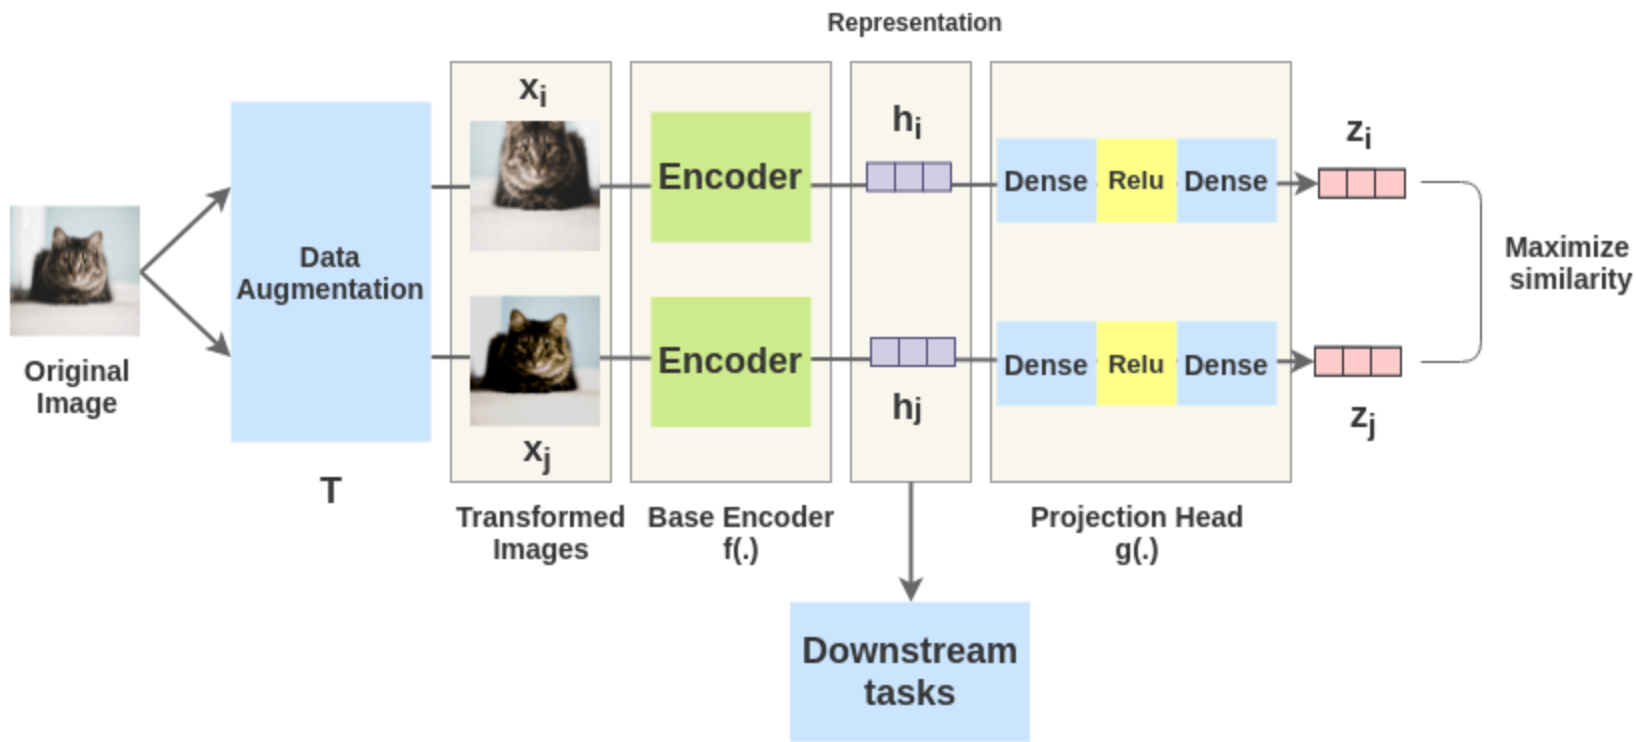 Representation
xi
hi
zi
Encoder
Dense
Relu
Dense
Data
Augmentation
Maximize
similarity
Original
Image
Encoder
Dense
Relu
Dense
hj
zj
xj
T
Transformed
Images
Base Encoder
f(.)
Projection Head
g(.)
Downstream
tasks